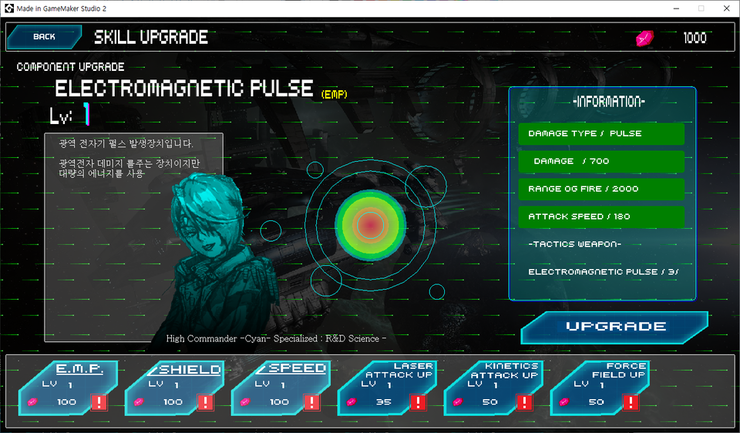 Made in GameMaker Studio 2
BACK
SKILL UPGRADE
1000
COMPONENT UPGRADE
ELECTROMAGNETIC PULSE (EMP)
Lv: 1
광역 전자기 펄스 발생장치입니다.
광역전자 데미지 를주는 장치이지만
대량의 에너지를 사용
High Commander -Cyan- Specialized : R&D Science -
-INFORMATION-
DAMAGE TYPE / PULSE
DAMAGE / 700
RANGE OG FIRE / 2000
ATTACK SPEED / 180
-TACTICS WEAPON-
ELECTROMAGNETIC PULSE / 3/
UPGRADE
E.M.P.
LV 1
100
!
/SHIELD
LV 1
100
!
/SPEED
LV 1
100
!
LASER
ATTACK UP
LV 1
35
!
KINETICS
ATTACK UP
LV 1
50
!
FORCE
FIELD UP
LV 1
50
!